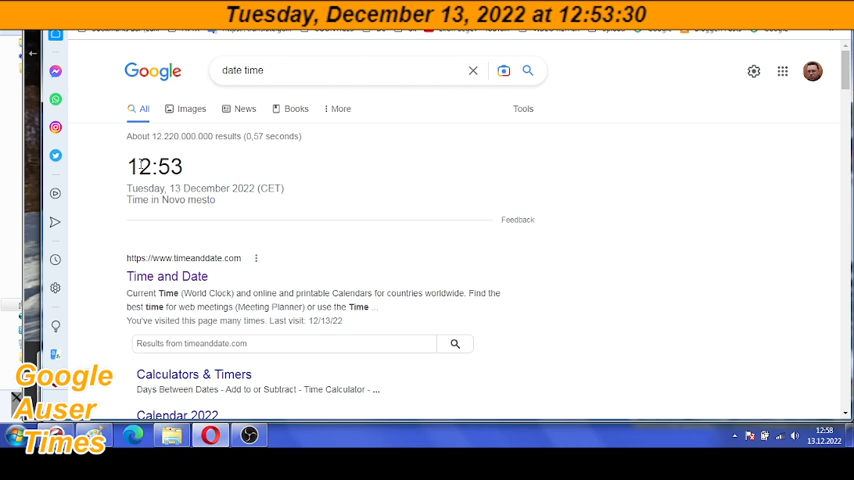 Tuesday, December 13, 2022 at 12:53:30
Google
date time
All
Images
News
Books
More
Tools
About 12.220.000.000 results (0,57 seconds)
12:53
Tuesday, 13 December 2022 (CET)
Time in Novo mesto
Feedback
https://www.timeanddate.com
Time and Date
Current Time (World Clock) and online and printable Calendars for countries worldwide. Find the
best time for web meetings (Meeting Planner) or use the Time ...
You've visited this page many times. Last visit: 12/13/22
Results from timeanddate.com
Calculators & Timers
Days Between Dates - Add to or Subtract - Time Calculator - ...
Calendar 2022
Google
Auser
Times
12:58
13.12.2022